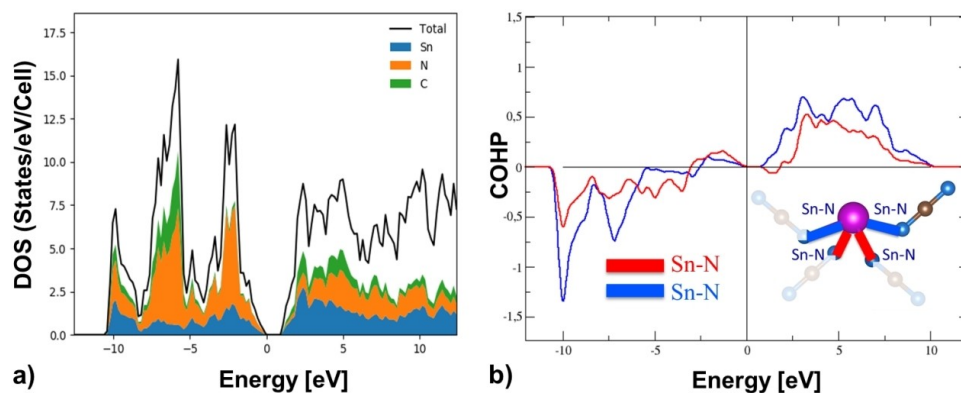 17.5
15.0
12.5
10.0
7.5
5.0
2.5
0.0
DOS (States/eV/Cell)
Total
Sn
N
C
−10
−5
0
5
10
a)
Energy [eV]
1,5
1
0,5
0
-0,5
-1
-1,5
COHP
Sn-N
Sn-N
Sn-N
Sn-N
Sn-N
Sn-N
-10
-5
0
5
10
b)
Energy [eV]